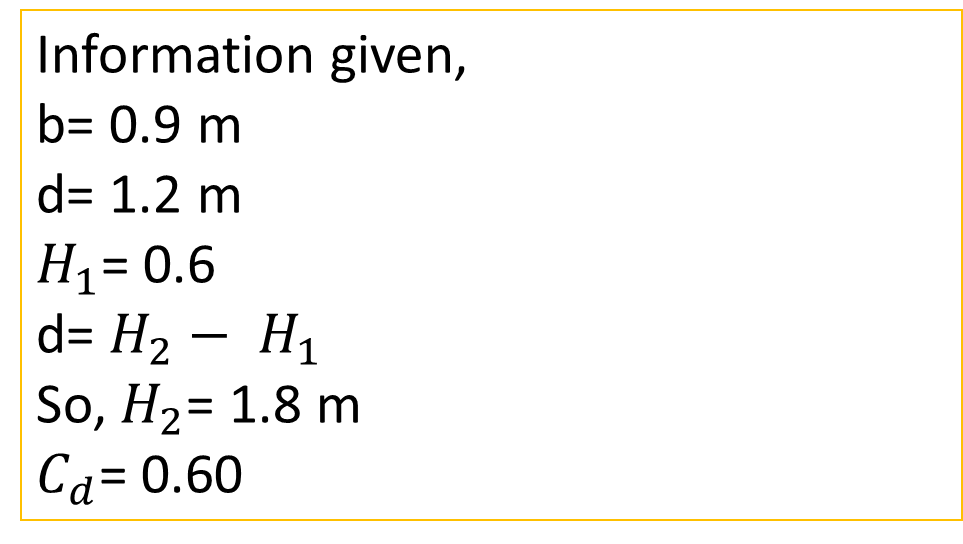 Information given,
b= 0.9 m
d= 1.2 m
𝐻₁= 0.6
d= 𝐻₂ − 𝐻₁
So, 𝐻₂= 1.8 m
𝐶𝑑= 0.60